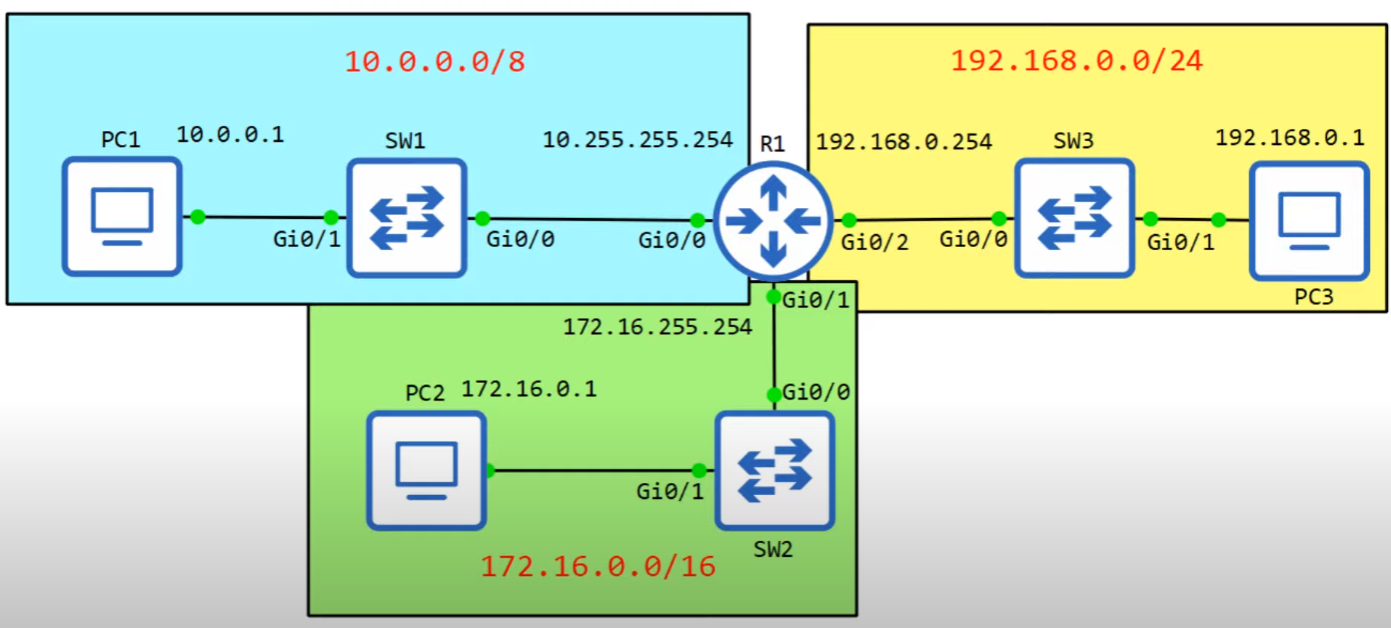 10.0.0.0/8
192.168.0.0/24
PC1
10.0.0.1
SW1
10.255.255.254
R1
192.168.0.254
SW3
192.168.0.1
Gi0/1
Gi0/0
Gi0/0
Gi0/2
Gi0/0
Gi0/1
PC3
Gi0/1
172.16.255.254
PC2
172.16.0.1
Gi0/0
Gi0/1
SW2
172.16.0.0/16